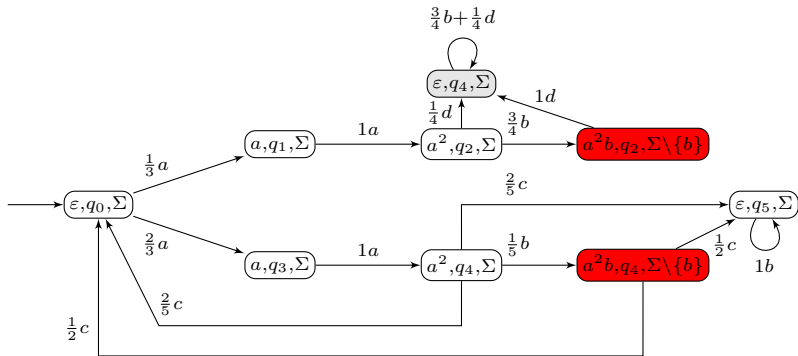 3/4 b + 1/4 d
ε,q₄,Σ
1d
1/4 d
3/4 b
a,q₁,Σ
1a
a²,q₂,Σ
a²b,q₂,Σ\{b}
1/3 a
2/5 c
ε,q₀,Σ
ε,q₅,Σ
2/3 a
1a
1/5 b
1/2 c
a,q₃,Σ
a²,q₄,Σ
a²b,q₄,Σ\{b}
1b
2/5 c
1/2 c